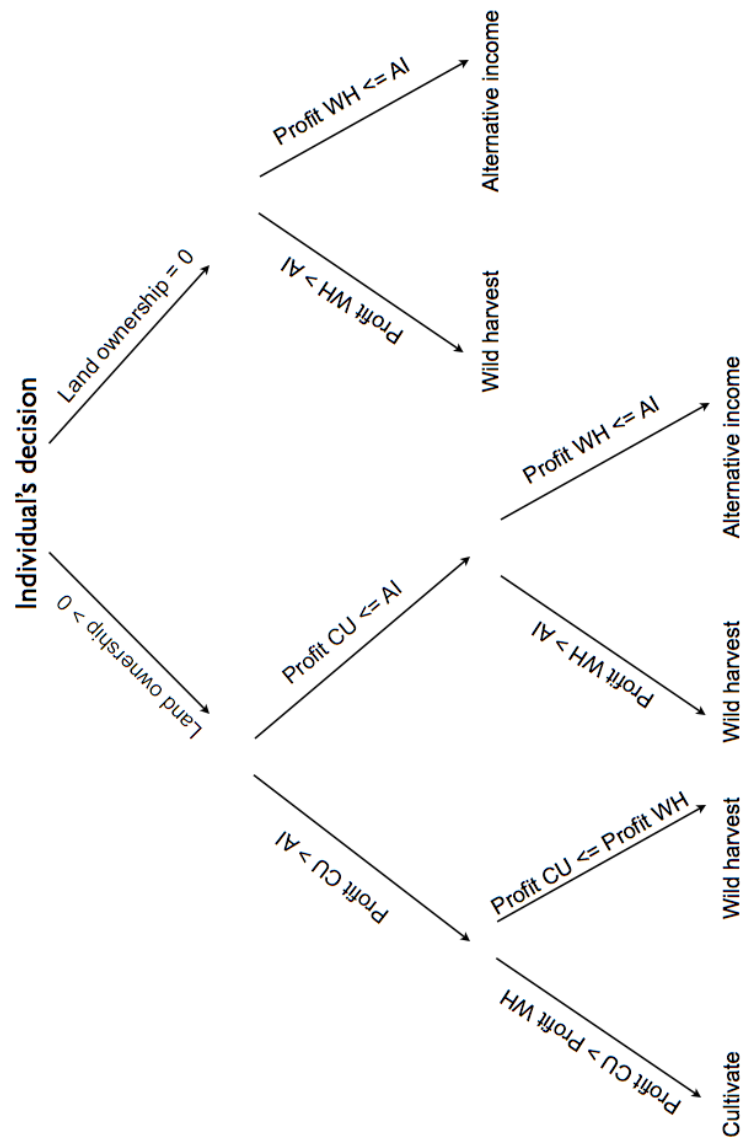 Individual's decision
Land ownership > 0
Land ownership = 0
Profit CU > AI
Profit CU <= AI
Profit WH > AI
Profit WH <= AI
Profit CU > Profit WH
Profit CU <= Profit WH
Profit WH > AI
Profit WH <= AI
Wild harvest
Alternative income
Cultivate
Wild harvest
Wild harvest
Alternative income